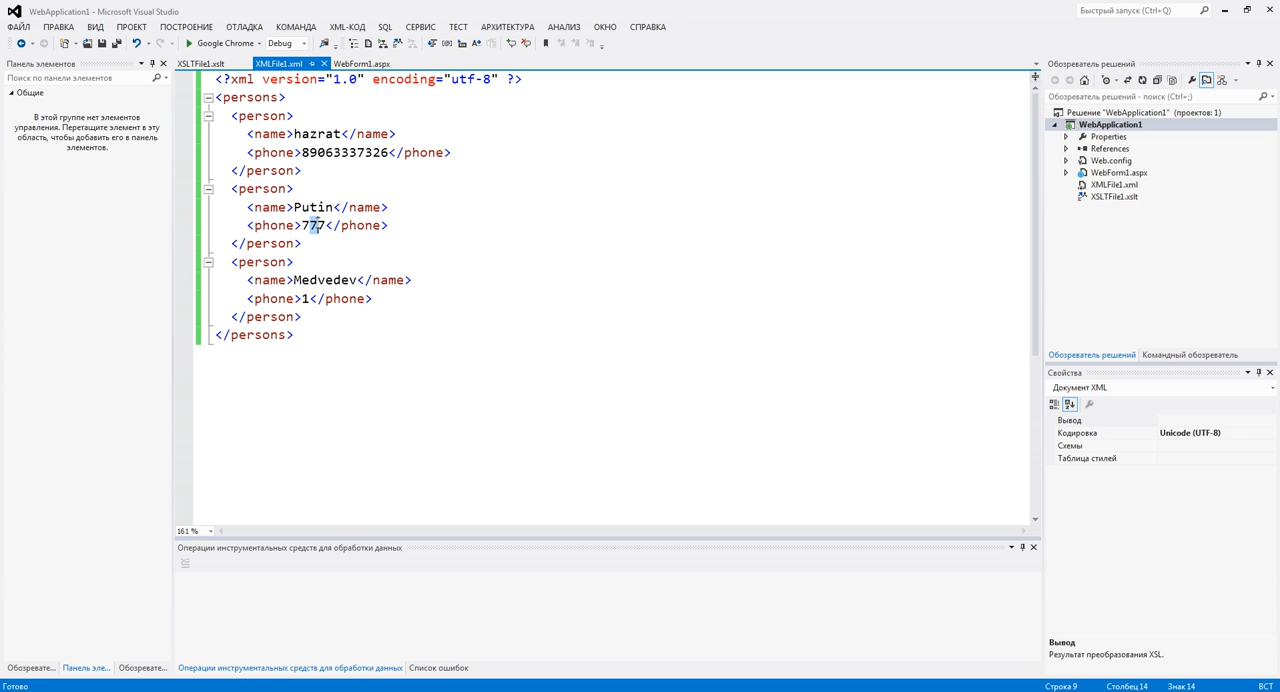 WebApplication1 - Microsoft Visual Studio
Быстрый запуск (Ctrl+Q)
ФАЙЛ ПРАВКА ВИД ПРОЕКТ ПОСТРОЕНИЕ ОТЛАДКА КОМАНДА XML-КОД SQL СЕРВИС ТЕСТ АРХИТЕКТУРА АНАЛИЗ ОКНО СПРАВКА
Google Chrome Debug
Панель элементов
Поиск по панели элементов
Общие
В этой группе нет элементов
управления. Перетащите элемент в эту
область, чтобы добавить его в панель
элементов.
XSLTFile1.xslt XMLFile1.xml WebForm1.aspx
<?xml version="1.0" encoding="utf-8" ?>
<persons>
<person>
<name>hazrat</name>
<phone>89063337326</phone>
</person>
<person>
<name>Putin</name>
<phone>777</phone>
</person>
<person>
<name>Medvedev</name>
<phone>1</phone>
</person>
</persons>
161 %
Операции инструментальных средств для обработки данных
Обозреватель решений
Обозреватель решений - поиск (Ctrl+;)
Решение "WebApplication1" (проектов: 1)
WebApplication1
Properties
References
Web.config
WebForm1.aspx
XMLFile1.xml
XSLTFile1.xslt
Обозреватель решений Командный обозреватель
Свойства
Документ XML
Вывод
Кодировка Unicode (UTF-8)
Схемы
Таблица стилей
Вывод
Результат преобразования XSL.
Обозревате... Панель эле... Обозревате... Операции инструментальных средств для обработки данных Список ошибок
Готово Строка 9 Столбец 14 Знак 14 ВСТ